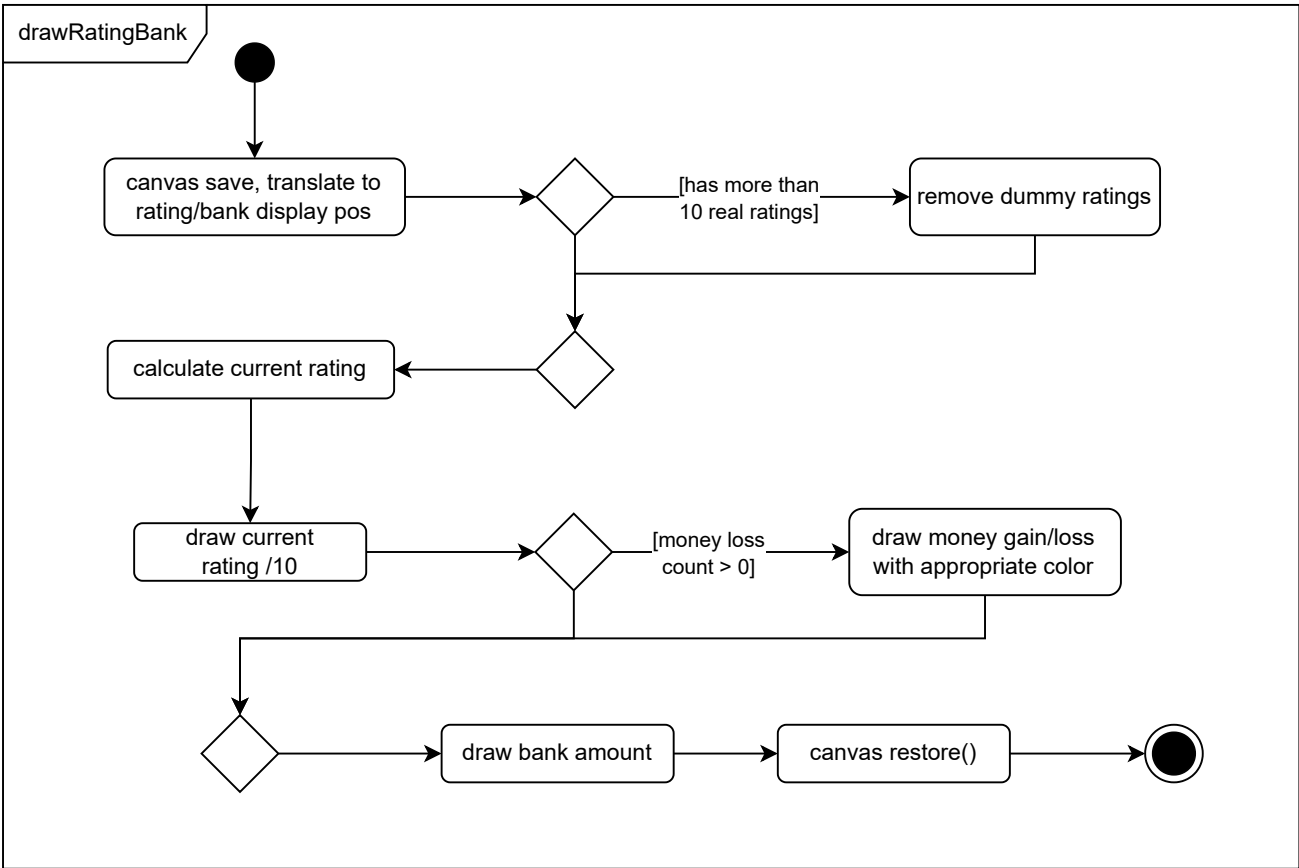 drawRatingBank
canvas save, translate to
rating/bank display pos
[has more than
10 real ratings]
remove dummy ratings
calculate current rating
draw current
rating /10
[money loss
count > 0]
draw money gain/loss
with appropriate color
draw bank amount
canvas restore()